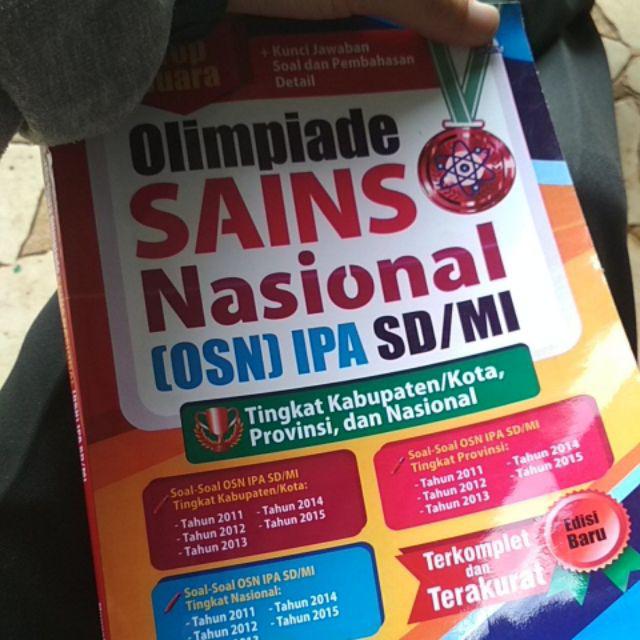 + Kunci Jawaban
Soal dan Pembahasan
Detail
Olimpiade
SAINS
Nasional
(OSN) IPA SD/MI
Tingkat Kabupaten/Kota,
Provinsi, dan Nasional
Soal-Soal OSN IPA SD/MI
Tingkat Kabupaten/Kota:
- Tahun 2011
- Tahun 2012
- Tahun 2013
- Tahun 2014
- Tahun 2015
Soal-Soal OSN IPA SD/MI
Tingkat Provinsi:
- Tahun 2011
- Tahun 2012
- Tahun 2013
- Tahun 2014
- Tahun 2015
Soal-Soal OSN IPA SD/MI
Tingkat Nasional:
- Tahun 2011
- Tahun 2012
- Tahun 2014
- Tahun 2015
Edisi
Baru
Terkomplet
dan
Terakurat